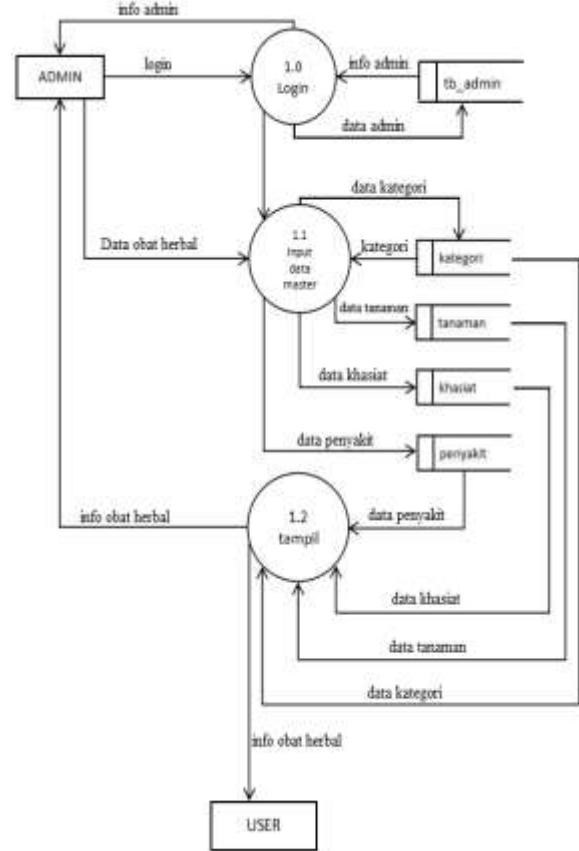 info admin
ADMIN
login
1.0
Login
info admin
tb_admin
data admin
data kategori
Data obat herbal
1.1
Input
data
master
kategori
kategori
data tanaman
tanaman
data khasiat
khasiat
data penyakit
penyakit
info obat herbal
1.2
tampil
data penyakit
data khasiat
data tanaman
data kategori
info obat herbal
USER